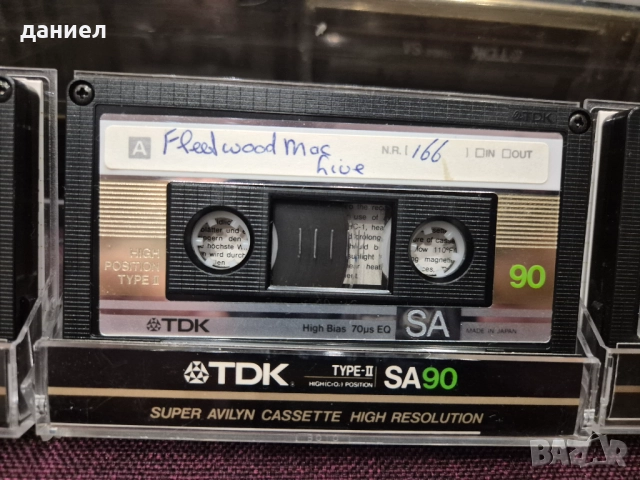 даниел
TDK
A Fleetwood Mac N.R. [ 166 ] □IN □OUT
Live
HIGH
POSITION
TYPE II
90
TDK High Bias 70µs EQ SA MADE IN JAPAN
TDK. TYPE-II SA90
HIGH(CrO₂) POSITION
SUPER AVILYN CASSETTE HIGH RESOLUTION
BAZAR